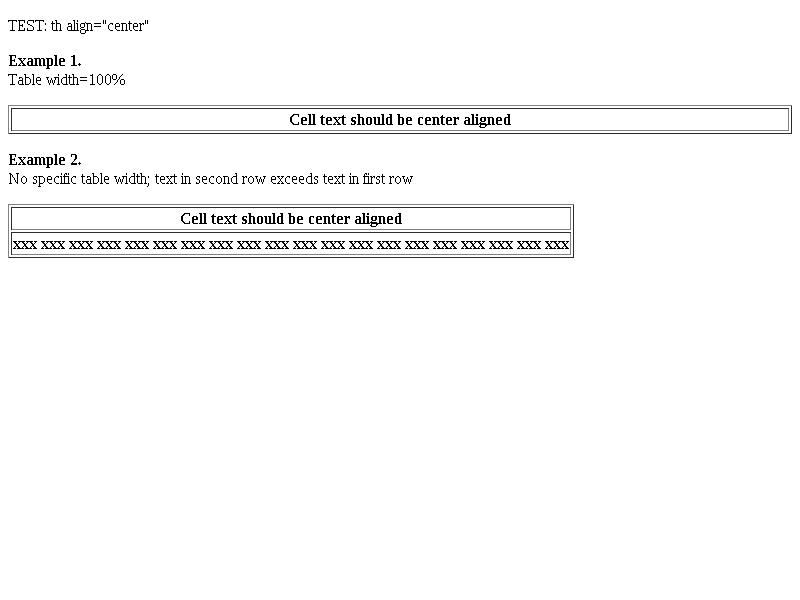 TEST: th align="center"
Example 1.
Table width=100%
Cell text should be center aligned
Example 2.
No specific table width; text in second row exceeds text in first row
Cell text should be center aligned
xxx xxx xxx xxx xxx xxx xxx xxx xxx xxx xxx xxx xxx xxx xxx xxx xxx xxx xxx xxx